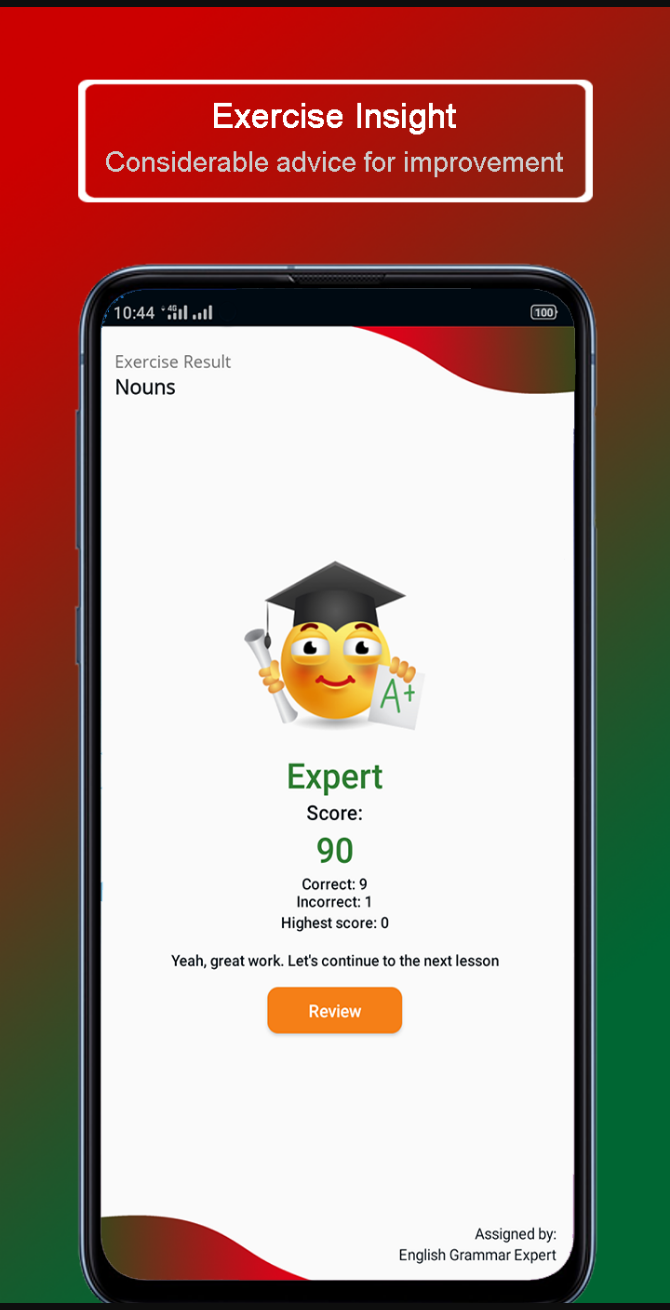 Exercise Insight
Considerable advice for improvement
10:44 4G 100
Exercise Result
Nouns
A+
Expert
Score:
90
Correct: 9
Incorrect: 1
Highest score: 0
Yeah, great work. Let's continue to the next lesson
Review
Assigned by:
English Grammar Expert